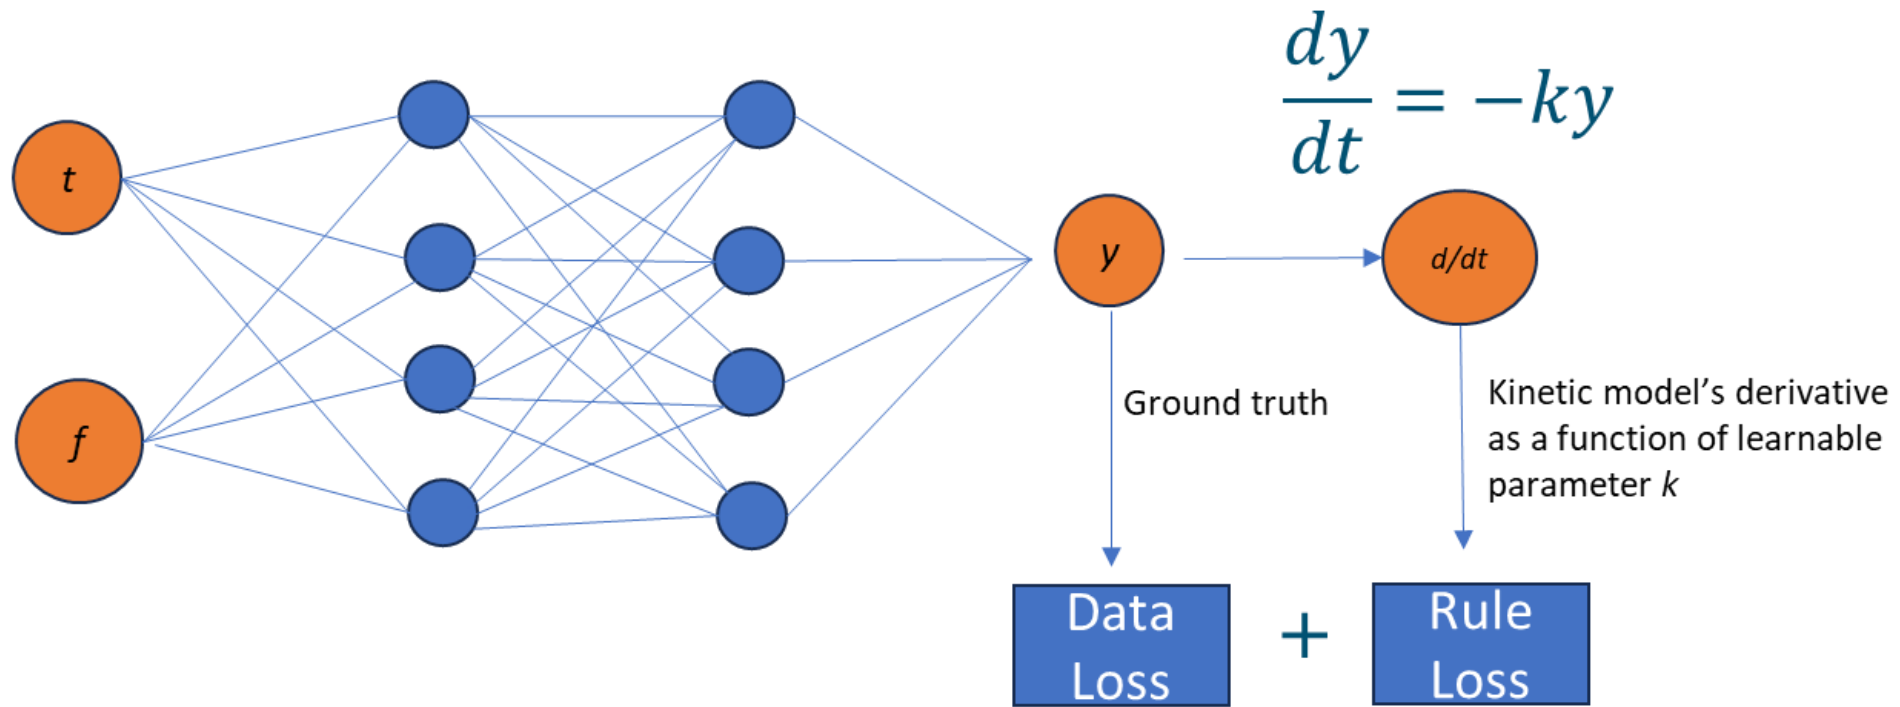 dy/dt = −ky
t
f
y
d/dt
Ground truth
Kinetic model’s derivative
as a function of learnable
parameter k
Data
Loss
+
Rule
Loss